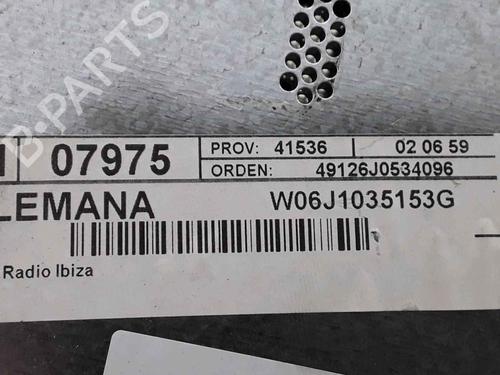 B-PARTS
07975
PROV: 41536
02 06 59
ORDEN: 49126J0534096
LEMANA
W06J1035153G
Radio Ibiza